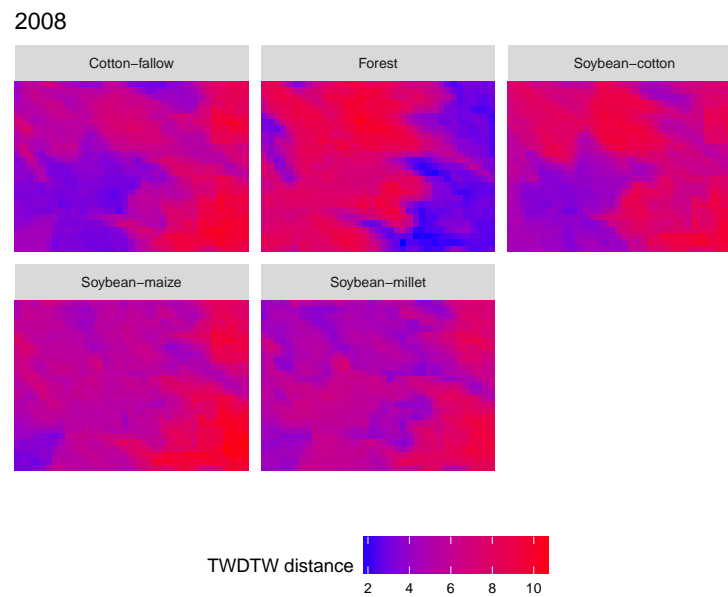 2008
Cotton−fallow
Forest
Soybean−cotton
Soybean−maize
Soybean−millet
TWDTW distance
2 4 6 8 10